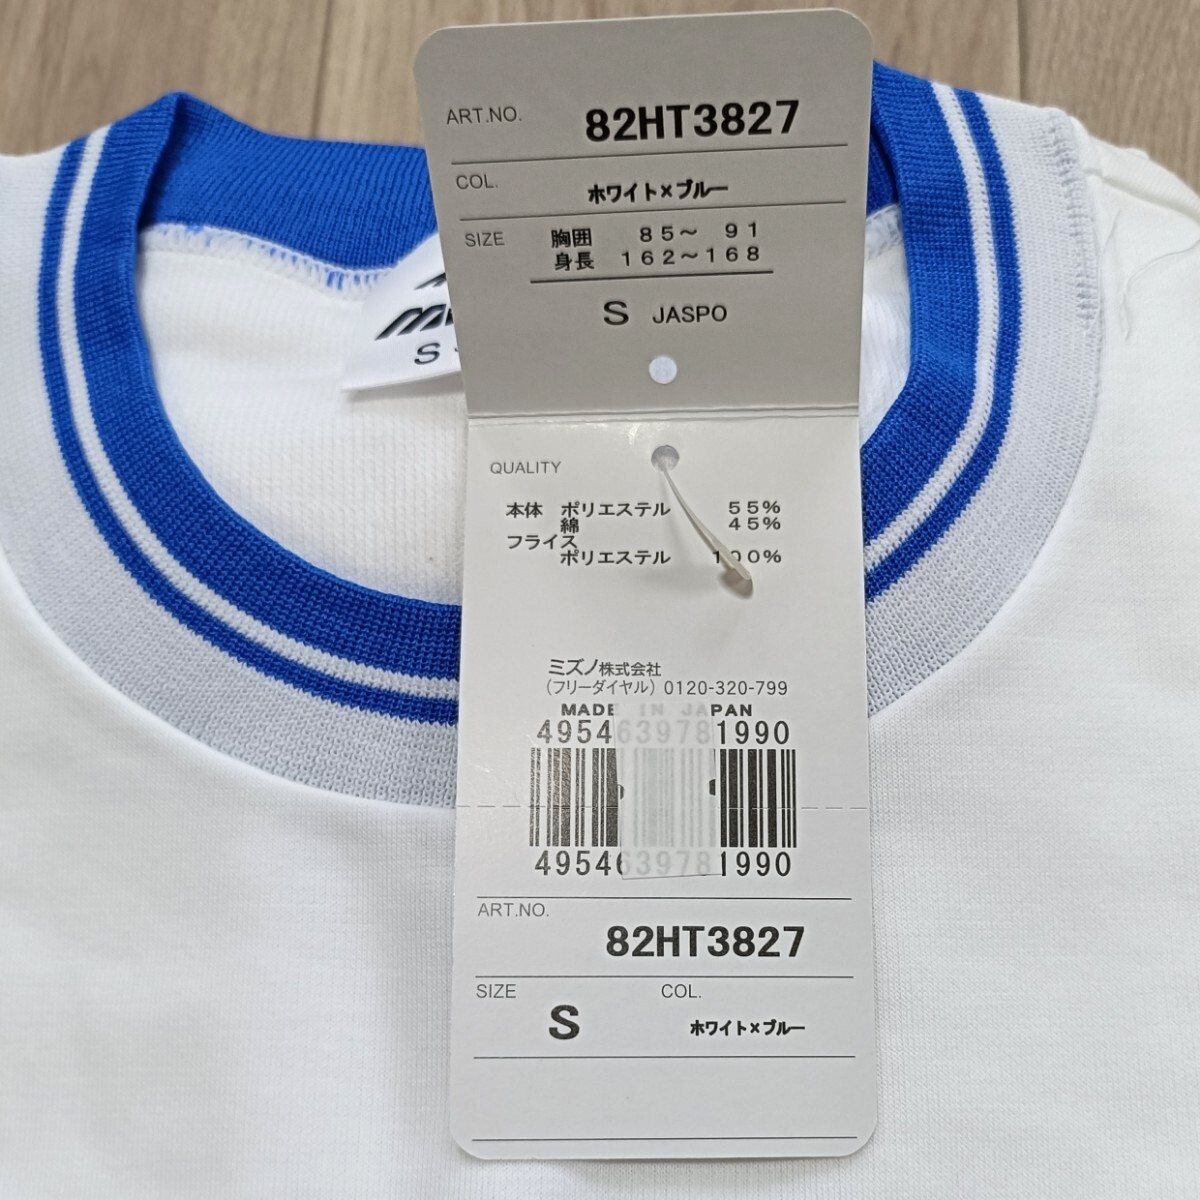 ART.NO. 82HT3827
COL. ホワイト×ブルー
SIZE 胸囲 85～ 91
身長 162～168
S JASPO
S
QUALITY
本体 ポリエステル 55%
綿 45%
フライス
ポリエステル 100%
ミズノ株式会社
(フリーダイヤル) 0120-320-799
MADE IN JAPAN
4954639781990
4954639781990
ART.NO.
82HT3827
SIZE COL.
S ホワイト×ブルー